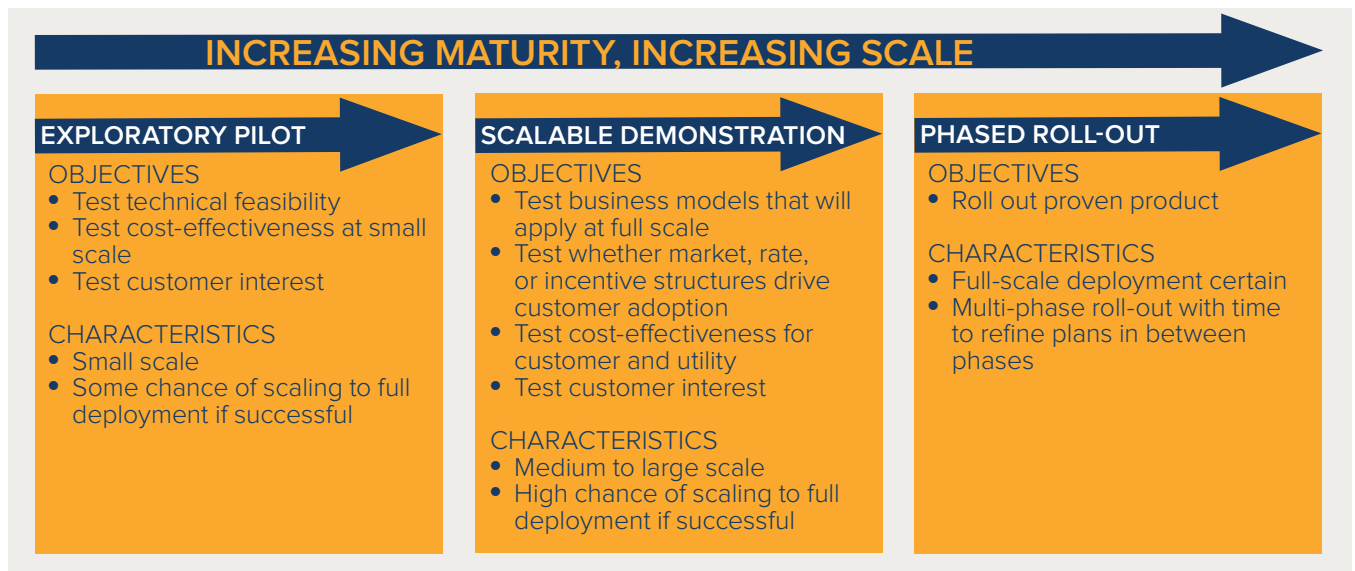 INCREASING MATURITY, INCREASING SCALE
EXPLORATORY PILOT
OBJECTIVES
• Test technical feasibility
• Test cost-effectiveness at small
scale
• Test customer interest
CHARACTERISTICS
• Small scale
• Some chance of scaling to full
deployment if successful
SCALABLE DEMONSTRATION
OBJECTIVES
• Test business models that will
apply at full scale
• Test whether market, rate,
or incentive structures drive
customer adoption
• Test cost-effectiveness for
customer and utility
• Test customer interest
CHARACTERISTICS
• Medium to large scale
• High chance of scaling to full
deployment if successful
PHASED ROLL-OUT
OBJECTIVES
• Roll out proven product
CHARACTERISTICS
• Full-scale deployment certain
• Multi-phase roll-out with time
to refine plans in between
phases